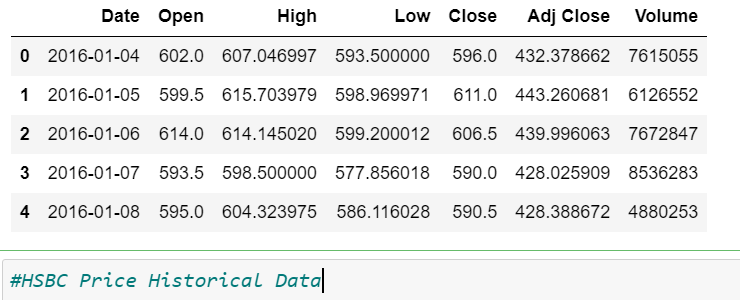 Date Open High Low Close Adj Close Volume
0 2016-01-04 602.0 607.046997 593.500000 596.0 432.378662 7615055
1 2016-01-05 599.5 615.703979 598.969971 611.0 443.260681 6126552
2 2016-01-06 614.0 614.145020 599.200012 606.5 439.996063 7672847
3 2016-01-07 593.5 598.500000 577.856018 590.0 428.025909 8536283
4 2016-01-08 595.0 604.323975 586.116028 590.5 428.388672 4880253
#HSBC Price Historical Data